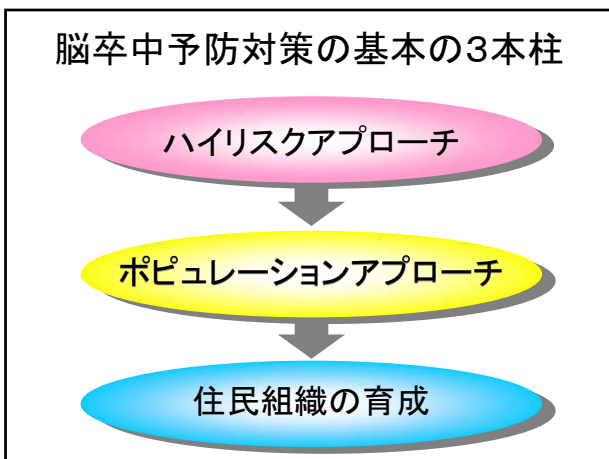 脳卒中予防対策の基本の３本柱
ハイリスクアプローチ
ポピュレーションアプローチ
住民組織の育成